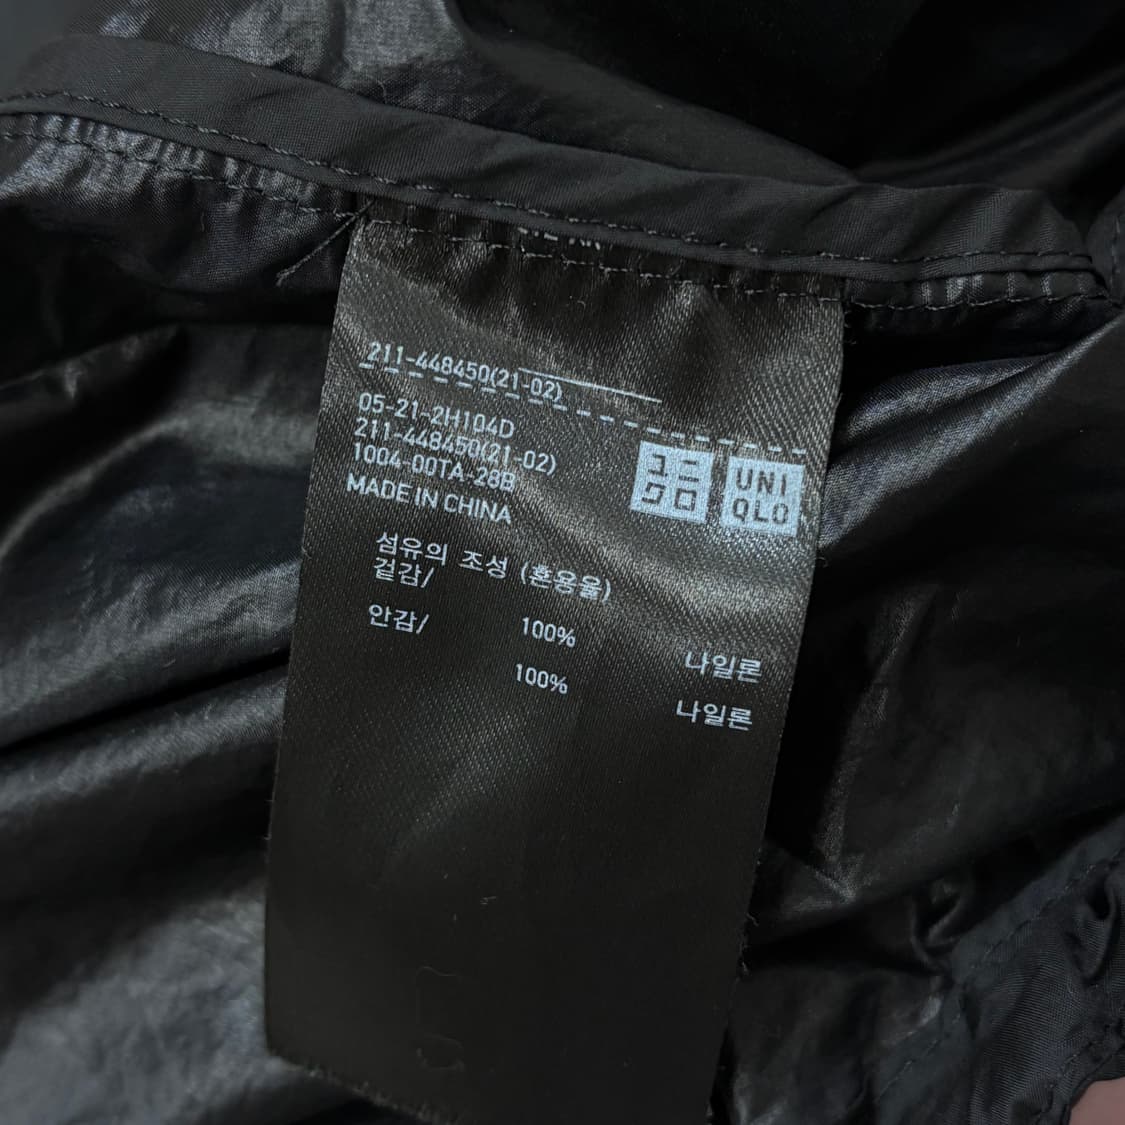 211-448450(21-02)
05-21-2H104D
211-448450(21-02)
1004-00TA-28B
MADE IN CHINA
ユニ
クロ
UNI
QLO
섬유의 조성 (혼용율)
겉감/
100% 나일론
안감/
100% 나일론